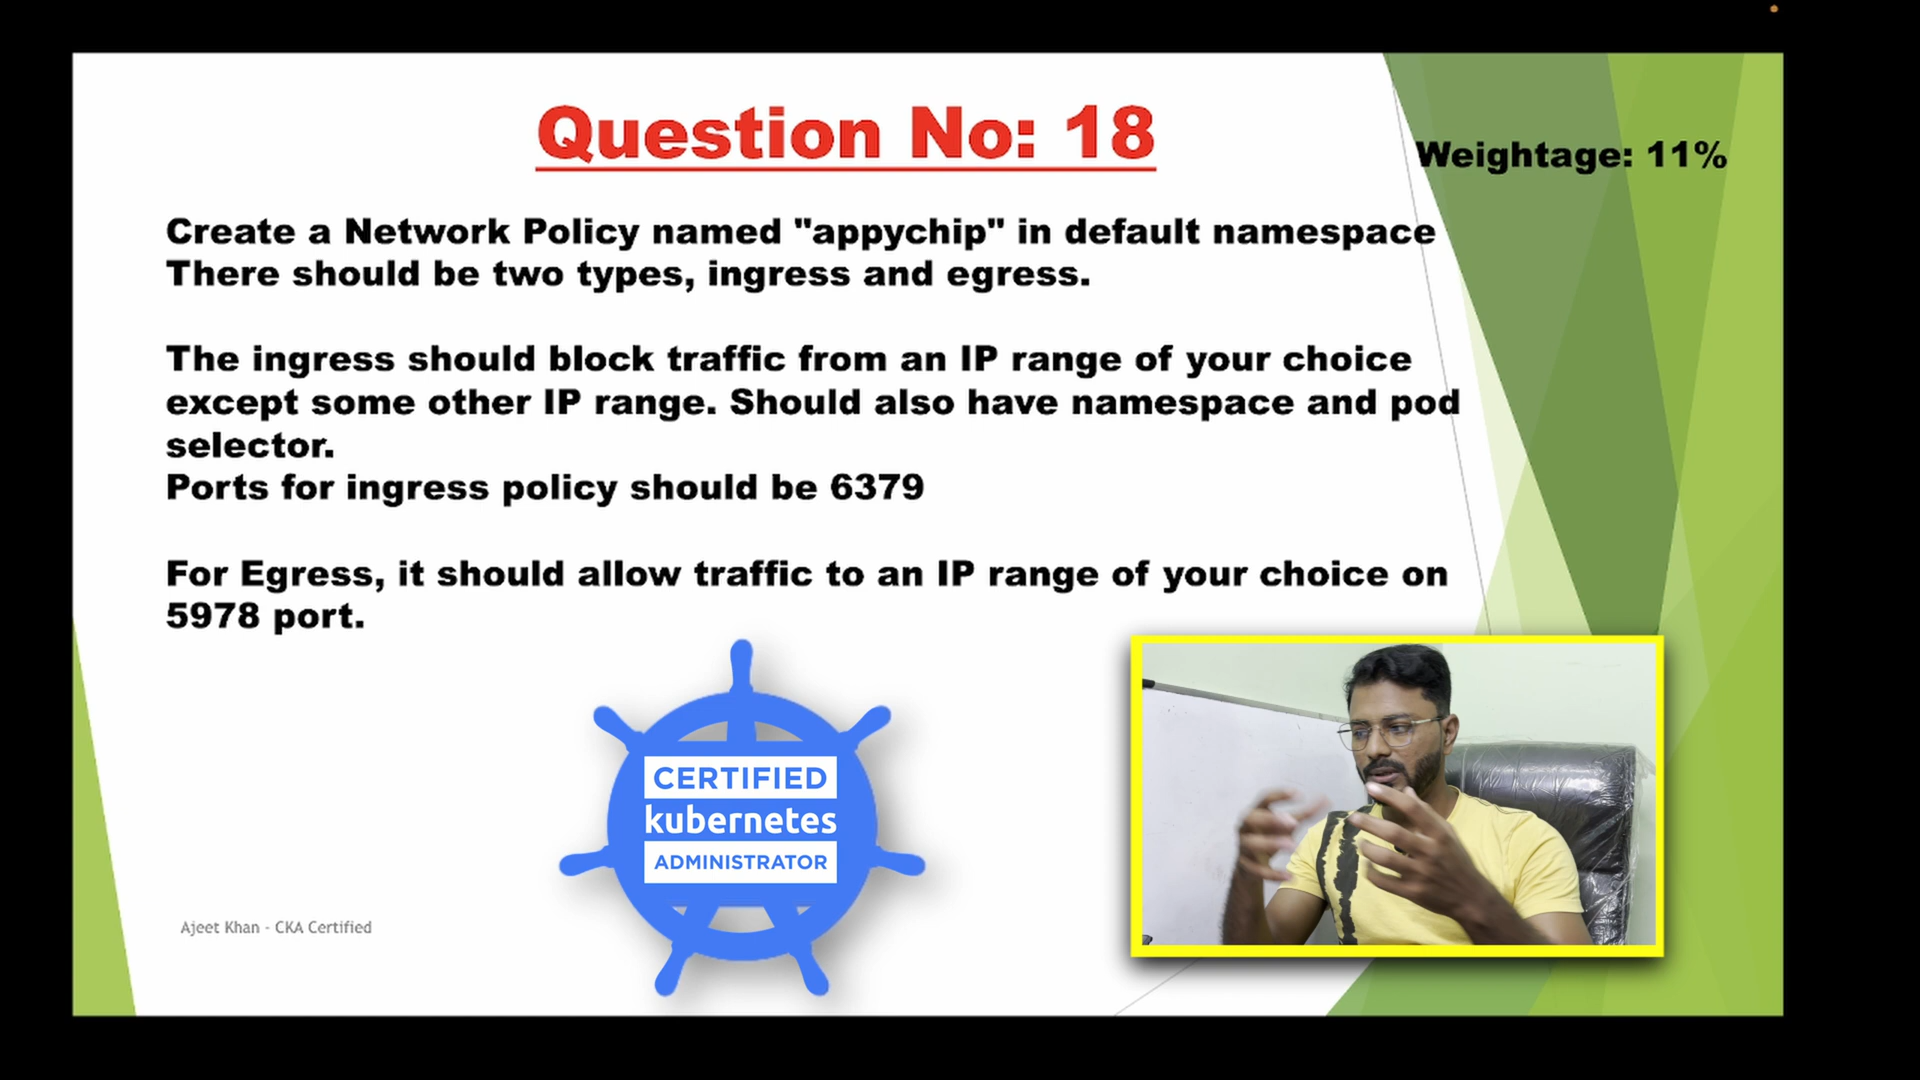 Question No: 18
Weightage: 11%
Create a Network Policy named "appychip" in default namespace
There should be two types, ingress and egress.
The ingress should block traffic from an IP range of your choice
except some other IP range. Should also have namespace and pod
selector.
Ports for ingress policy should be 6379
For Egress, it should allow traffic to an IP range of your choice on
5978 port.
CERTIFIED
kubernetes
ADMINISTRATOR
Ajeet Khan - CKA Certified